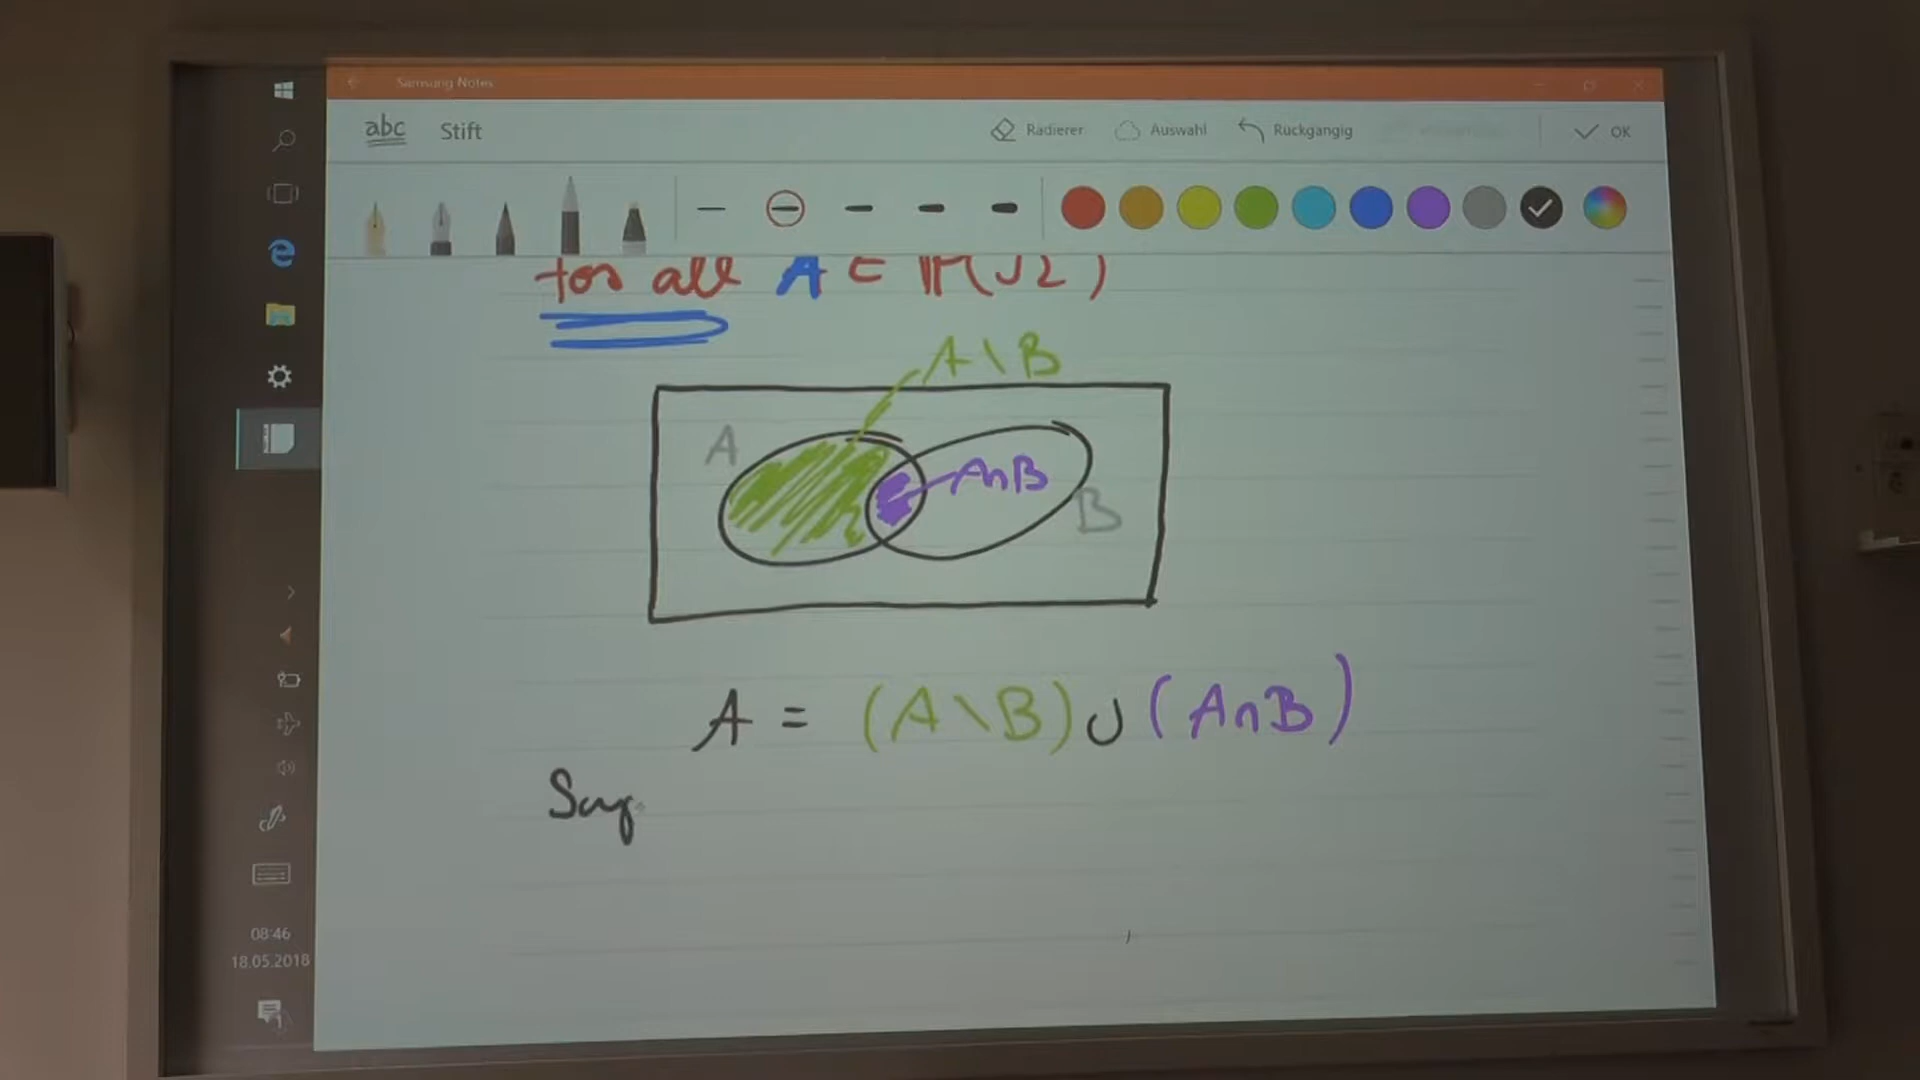 Samsung Notes
abc Stift Radierer Auswahl Rückgängig OK
for all A ⊂ (Ω)
A \ B
A
A∩B
B
A = (A \ B) ∪ (A∩B)
Say
08:46
18.05.2018